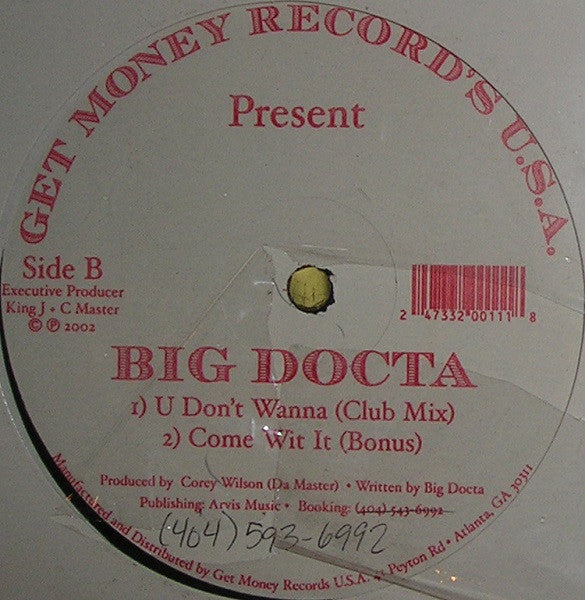 GET MONEY RECORD'S U.S.A.
Present
Side B
Executive Producer
King J + C Master
© ℗ 2002
2 47332 00111 8
BIG DOCTA
1) U Don't Wanna (Club Mix)
2) Come Wit It (Bonus)
Produced by Corey Wilson (Da Master) • Written by Big Docta
Publishing: Arvis Music • Booking: (404) 543-6992
(404) 593-6992
Manufactured and Distributed by Get Money Records U.S.A. Peyton Rd • Atlanta, GA 30311